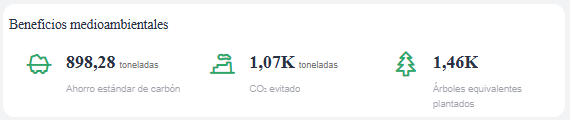 Beneficios medioambientales
898,28 toneladas
Ahorro estándar de carbón
1,07K toneladas
CO₂ evitado
1,46K
Árboles equivalentes
plantados